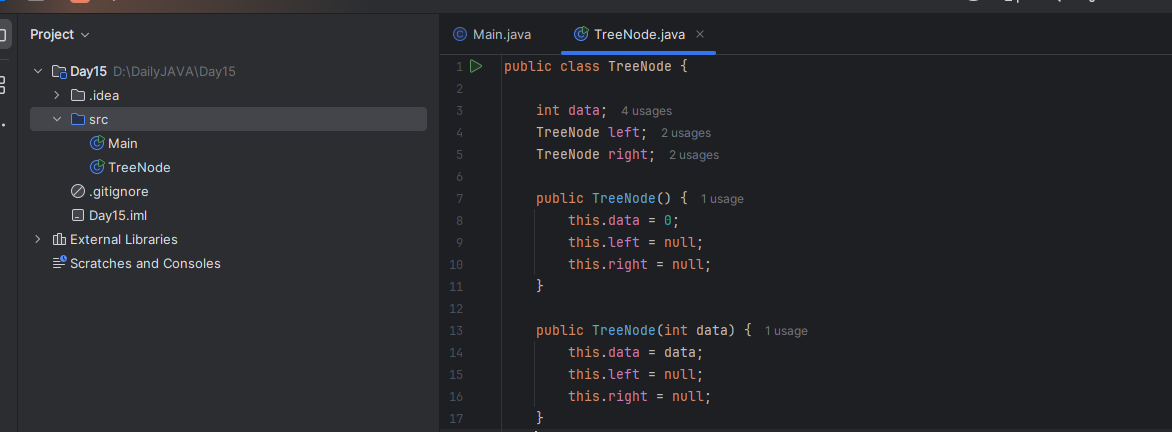 Project
Day15 D:\DailyJAVA\Day15
.idea
src
Main
TreeNode
.gitignore
Day15.iml
External Libraries
Scratches and Consoles
Main.java TreeNode.java
1 public class TreeNode {
2
3 int data; 4 usages
4 TreeNode left; 2 usages
5 TreeNode right; 2 usages
6
7 public TreeNode() { 1 usage
8 this.data = 0;
9 this.left = null;
10 this.right = null;
11 }
12
13 public TreeNode(int data) { 1 usage
14 this.data = data;
15 this.left = null;
16 this.right = null;
17 }